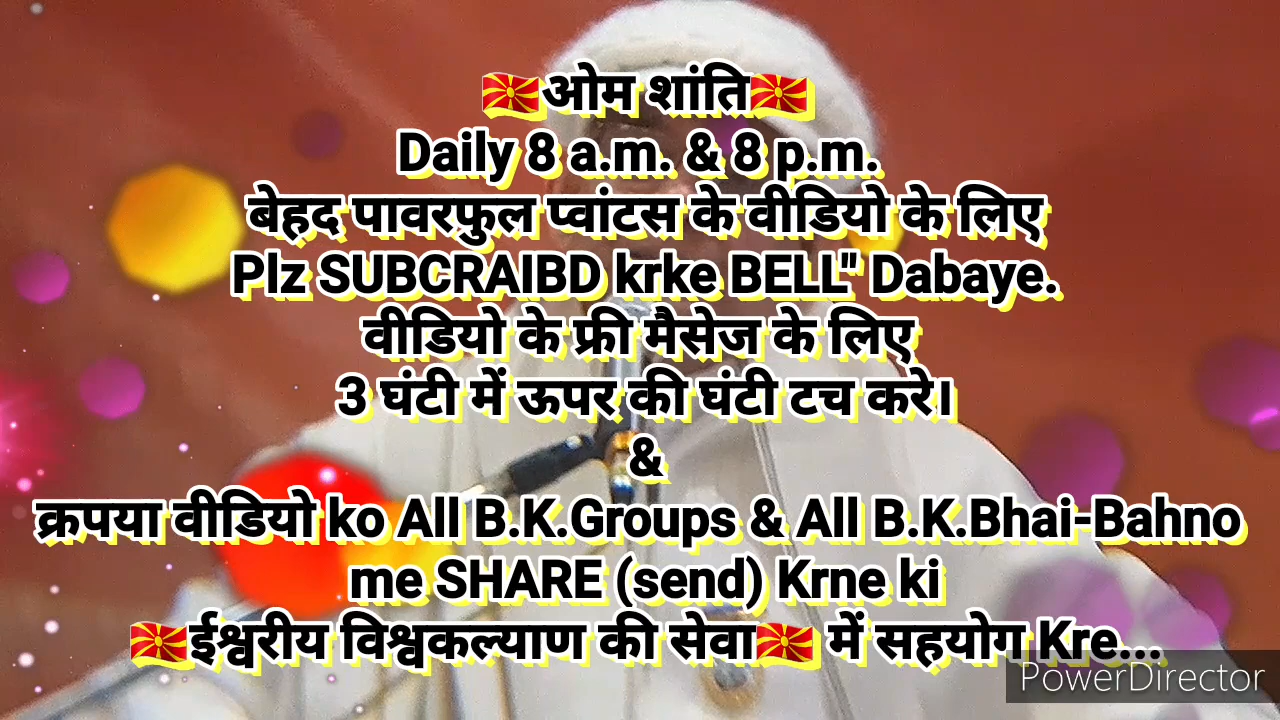 🇲🇰ओम शांति🇲🇰
Daily 8 a.m. & 8 p.m.
बेहद पावरफुल प्वांटस के वीडियो के लिए
Plz SUBCRAIBD krke BELL" Dabaye.
वीडियो के फ्री मैसेज के लिए
3 घंटी में ऊपर की घंटी टच करे।
&
क्रपया वीडियो ko All B.K.Groups & All B.K.Bhai-Bahno
me SHARE (send) Krne ki
🇲🇰ईश्वरीय विश्वकल्याण की सेवा🇲🇰 में सहयोग Kre...
PowerDirector